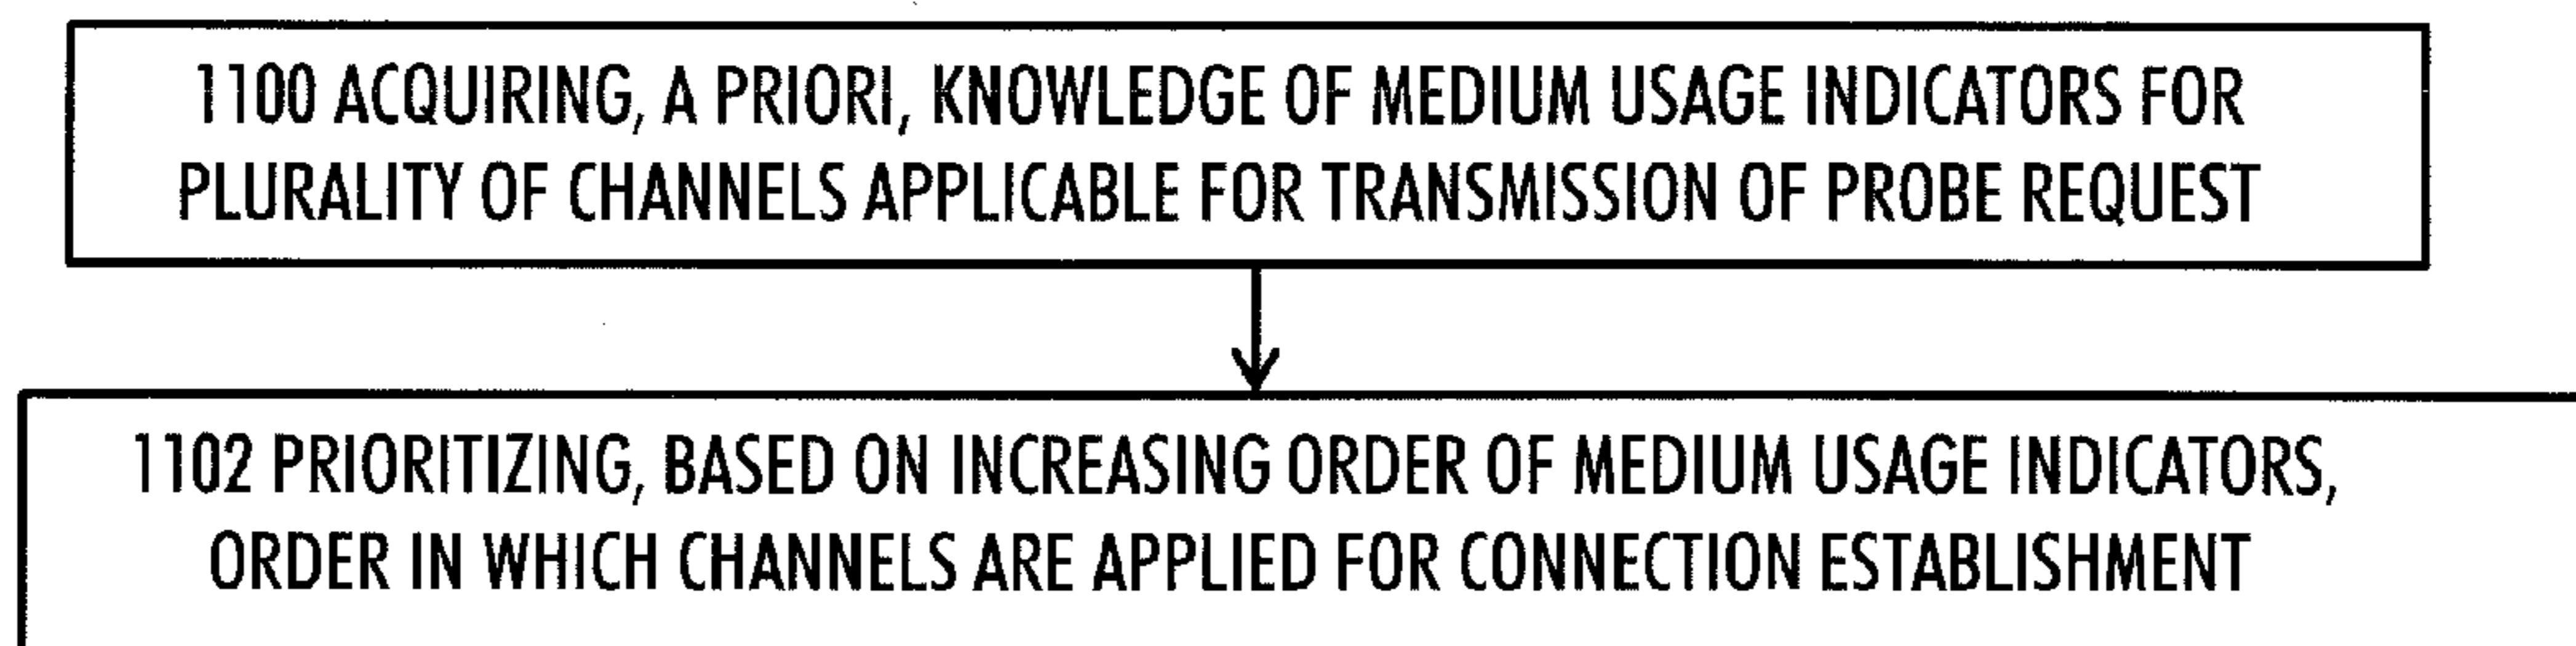 1100 ACQUIRING, A PRIORI, KNOWLEDGE OF MEDIUM USAGE INDICATORS FOR
PLURALITY OF CHANNELS APPLICABLE FOR TRANSMISSION OF PROBE REQUEST
1102 PRIORITIZING, BASED ON INCREASING ORDER OF MEDIUM USAGE INDICATORS,
ORDER IN WHICH CHANNELS ARE APPLIED FOR CONNECTION ESTABLISHMENT